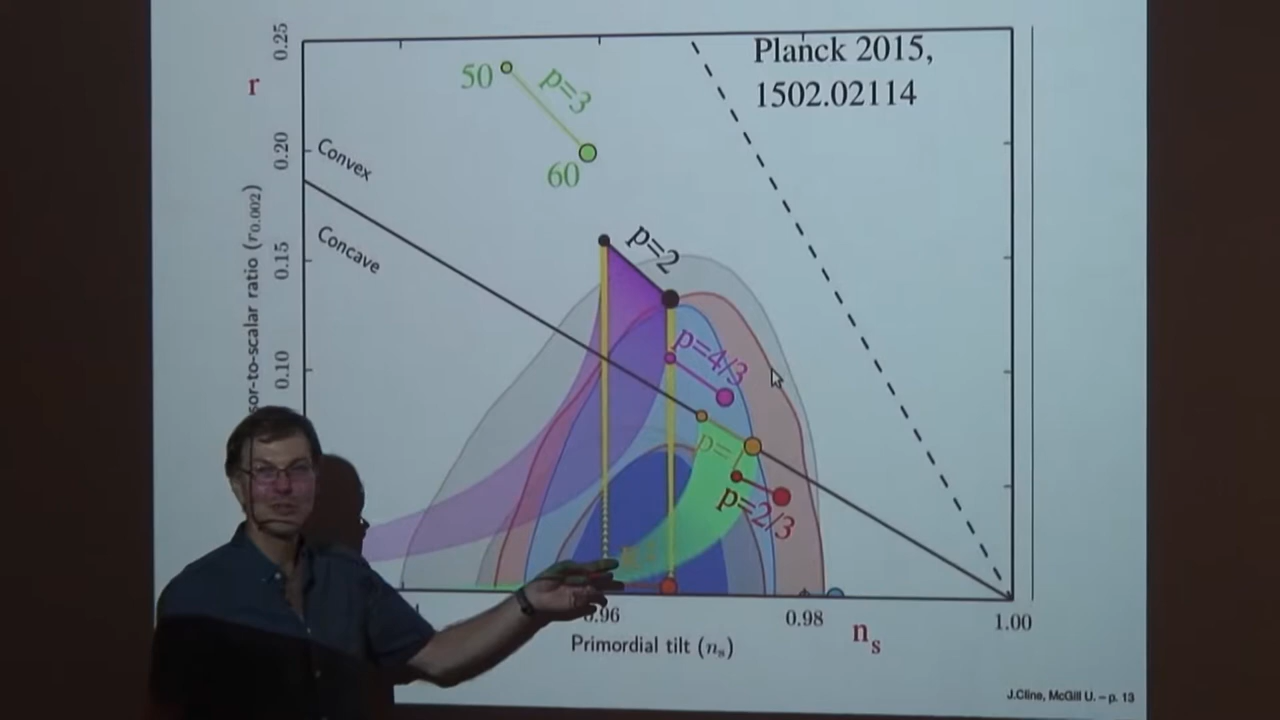 0.25
Planck 2015,
1502.02114
r
50
p=3
0.20
60
Convex
Concave
p=2
0.15
sor-to-scalar ratio (r0.002)
p=4/3
0.10
p=
p=2/3
0.96
0.98
1.00
Primordial tilt (ns)
ns
J.Cline, McGill U. – p. 13